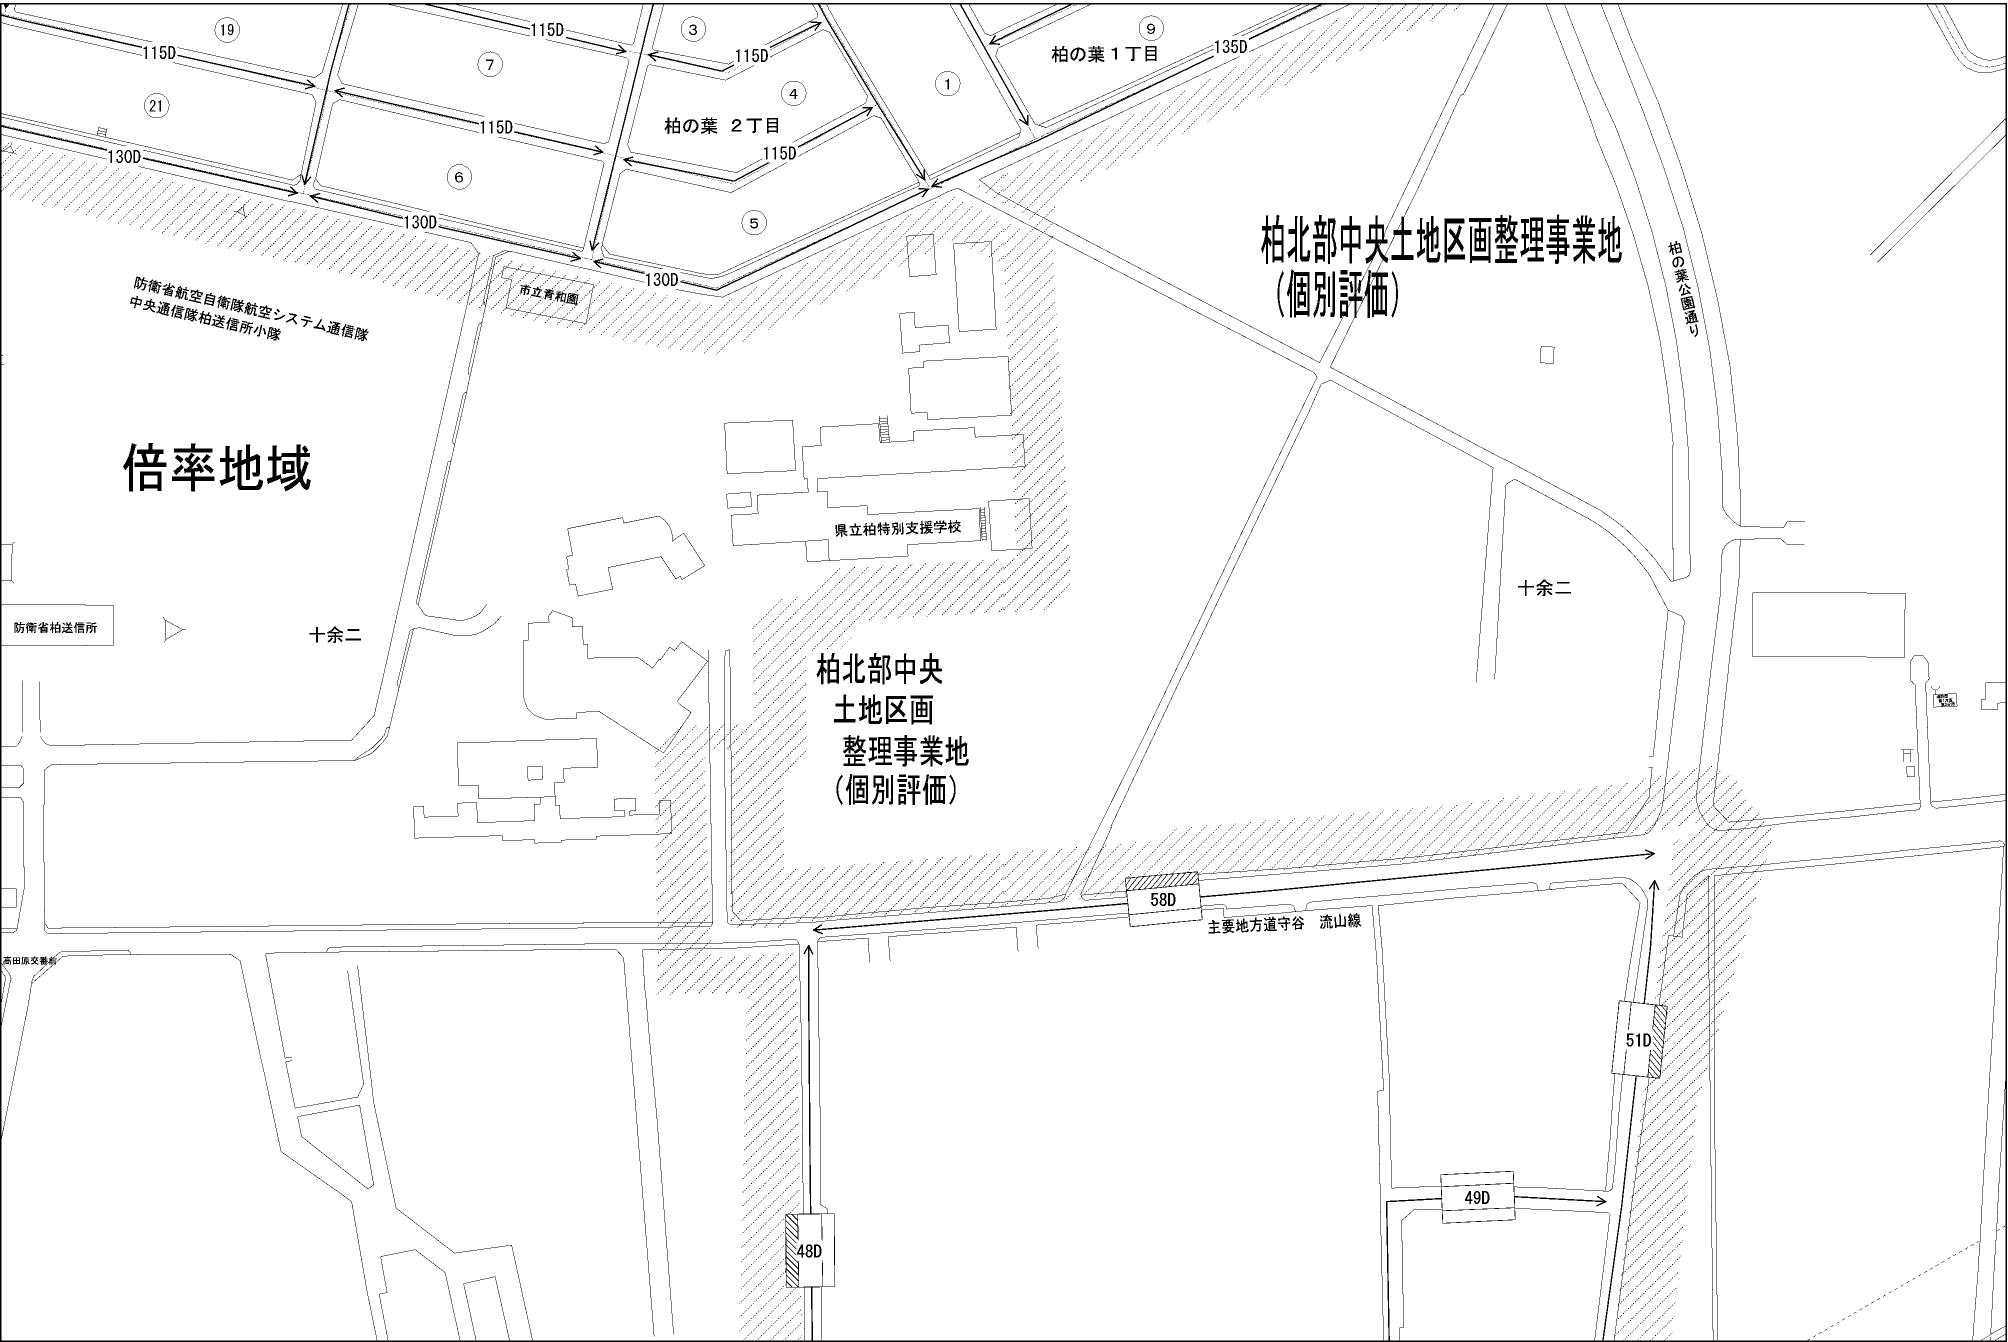 19
115D
115D
3
115D
9
柏の葉１丁目
135D
7
1
21
4
115D
柏の葉 ２丁目
115D
130D
6
130D
5
130D
柏北部中央土地区画整理事業地
（個別評価）
柏の葉公園通り
防衛省航空自衛隊航空システム通信隊
中央通信隊柏送信所小隊
市立青和園
倍率地域
県立柏特別支援学校
十余二
防衛省柏送信所
十余二
柏北部中央
土地区画
整理事業地
（個別評価）
58D
主要地方道守谷　流山線
高田原交番前
51D
49D
48D